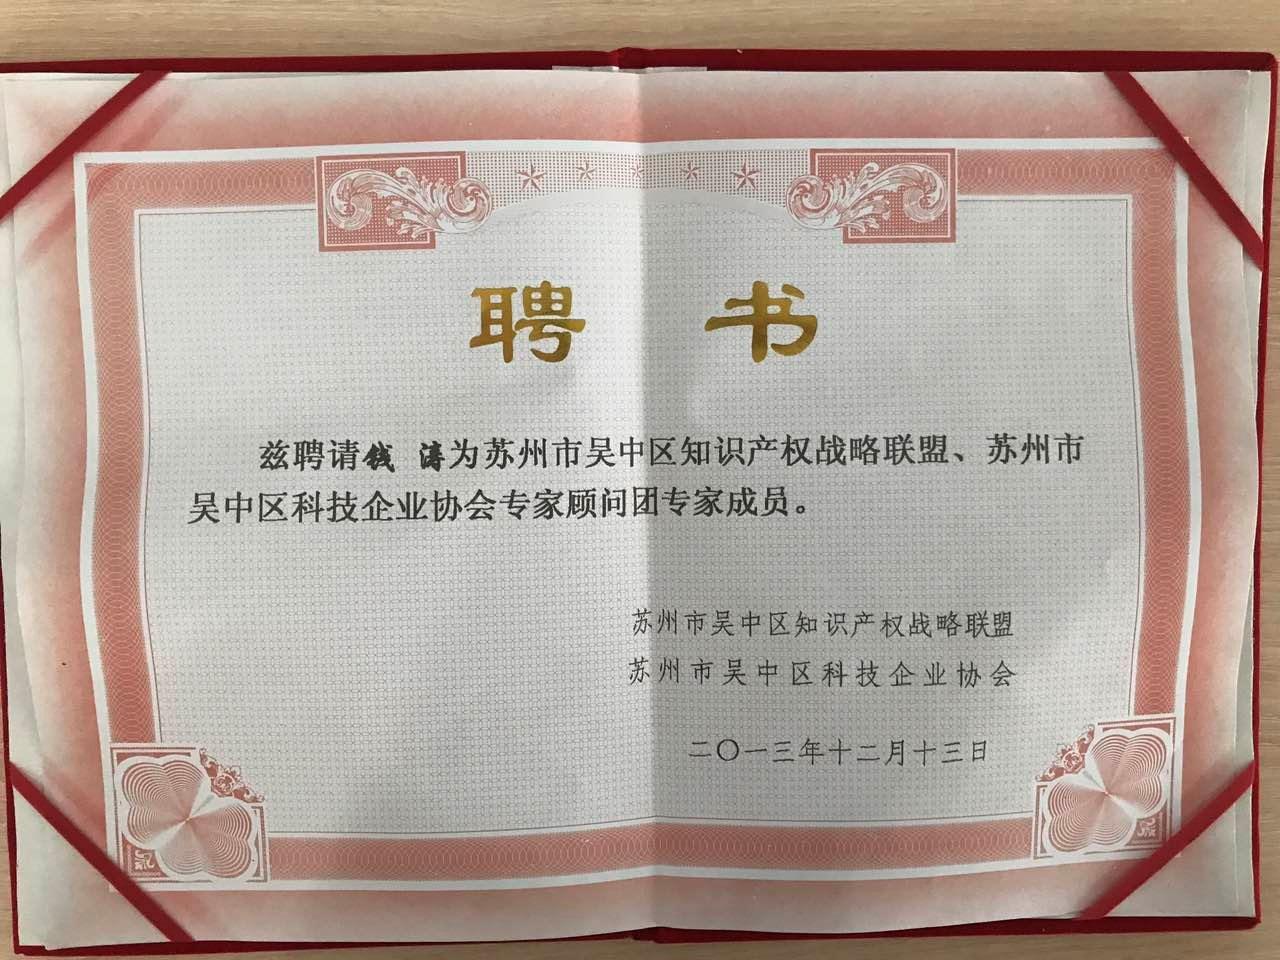 聘书
兹聘请钱涛为苏州市吴中区知识产权战略联盟、苏州市
吴中区科技企业协会专家顾问团专家成员。
苏州市吴中区知识产权战略联盟
苏州市吴中区科技企业协会
二〇一三年十二月十三日